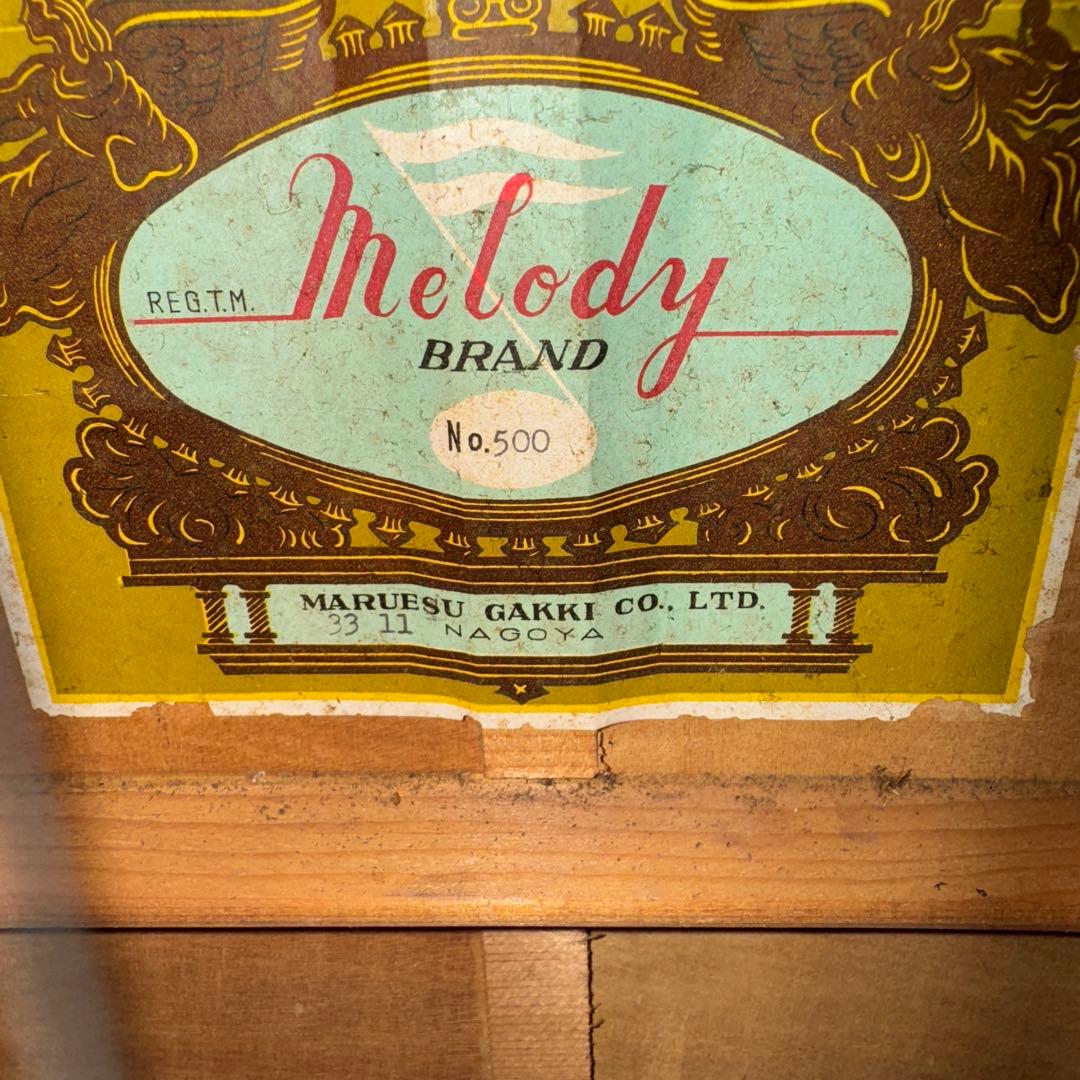 Melody
REG.T.M.
BRAND
No.500
MARUESU GAKKI CO., LTD.
33 11 NAGOYA